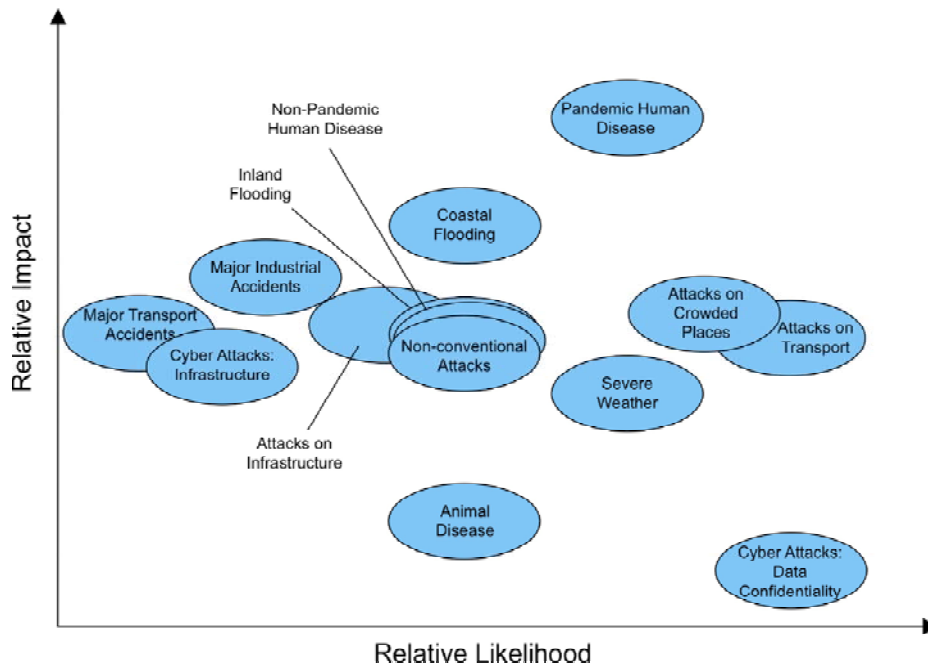 Non-Pandemic
Human Disease
Pandemic Human
Disease
Inland
Flooding
Coastal
Flooding
Major Industrial
Accidents
Attacks on
Crowded
Places
Major Transport
Accidents
Attacks on
Transport
Cyber Attacks:
Infrastructure
Non-conventional
Attacks
Severe
Weather
Attacks on
Infrastructure
Animal
Disease
Cyber Attacks:
Data
Confidentiality
Relative Impact
Relative Likelihood